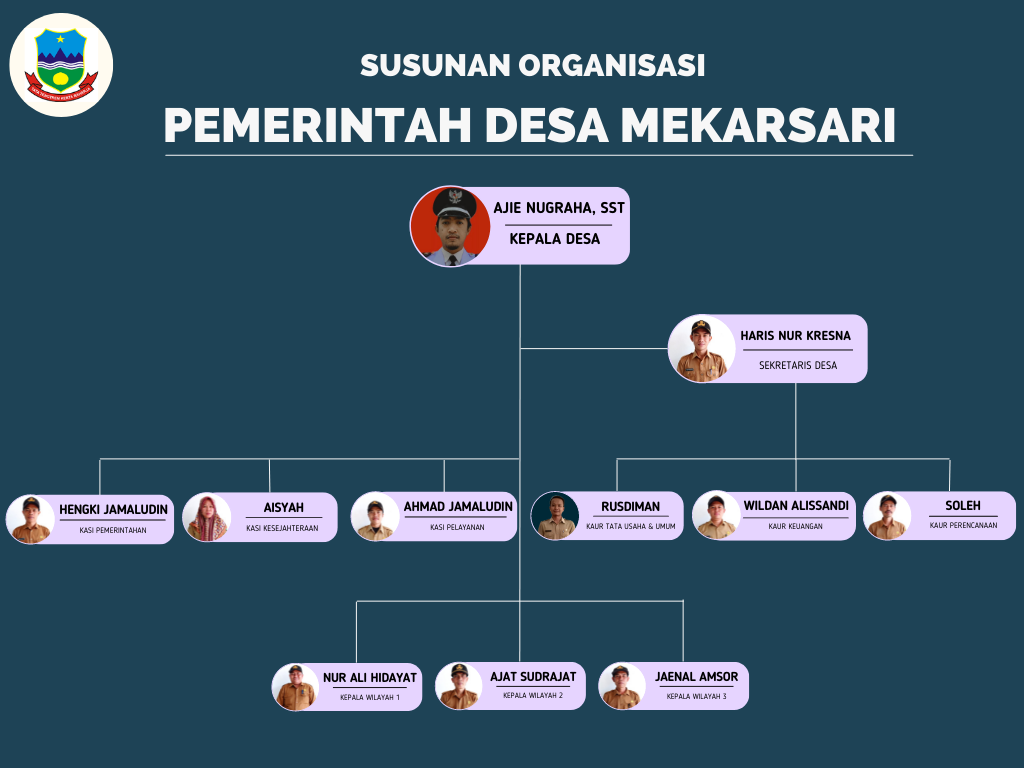 SUSUNAN ORGANISASI
PEMERINTAH DESA MEKARSARI
AJIE NUGRAHA, SST
KEPALA DESA
HARIS NUR KRESNA
SEKRETARIS DESA
HENGKI JAMALUDIN
KASI PEMERINTAHAN
AISYAH
KASI KESEJAHTERAAN
AHMAD JAMALUDIN
KASI PELAYANAN
RUSDIMAN
KAUR TATA USAHA & UMUM
WILDAN ALISSANDI
KAUR KEUANGAN
SOLEH
KAUR PERENCANAAN
NUR ALI HIDAYAT
KEPALA WILAYAH 1
AJAT SUDRAJAT
KEPALA WILAYAH 2
JAENAL AMSOR
KEPALA WILAYAH 3